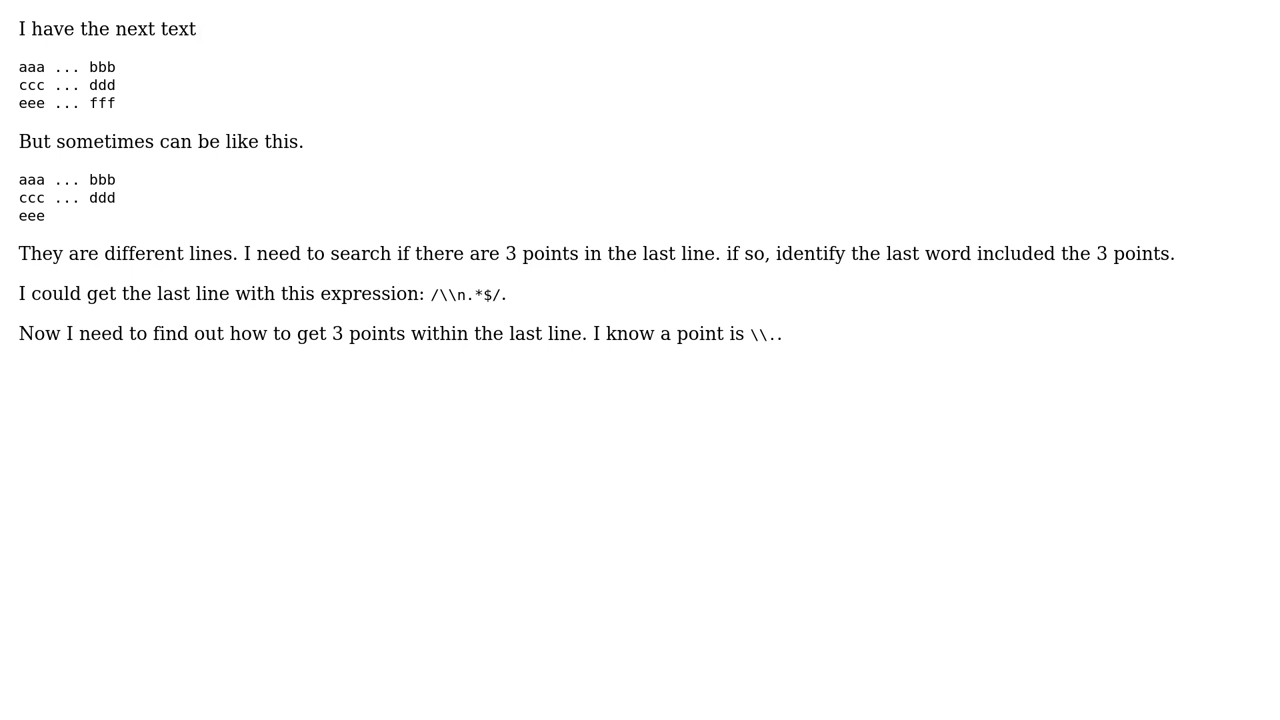 I have the next text
aaa ... bbb
ccc ... ddd
eee ... fff
But sometimes can be like this.
aaa ... bbb
ccc ... ddd
eee
They are different lines. I need to search if there are 3 points in the last line. if so, identify the last word included the 3 points.
I could get the last line with this expression: /\\n.*$/.
Now I need to find out how to get 3 points within the last line. I know a point is \\..